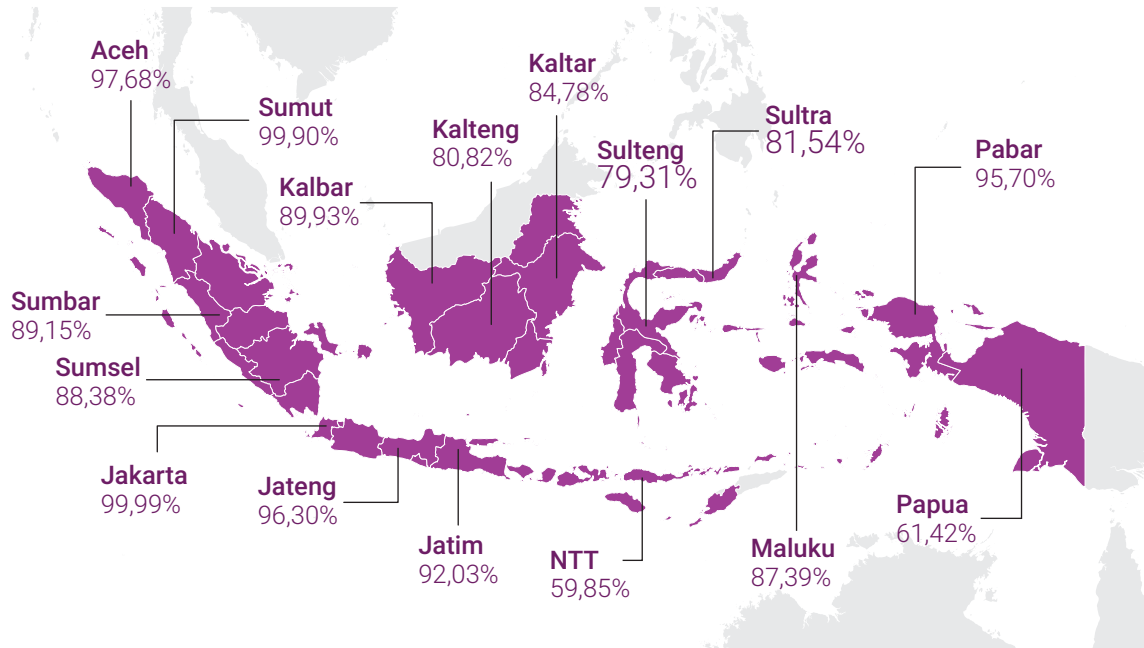 Aceh
97,68%
Sumut
99,90%
Kaltar
84,78%
Kalteng
80,82%
Sultra
81,54%
Sulteng
79,31%
Pabar
95,70%
Kalbar
89,93%
Sumbar
89,15%
Sumsel
88,38%
Jakarta
99,99%
Jateng
96,30%
Jatim
92,03%
NTT
59,85%
Maluku
87,39%
Papua
61,42%